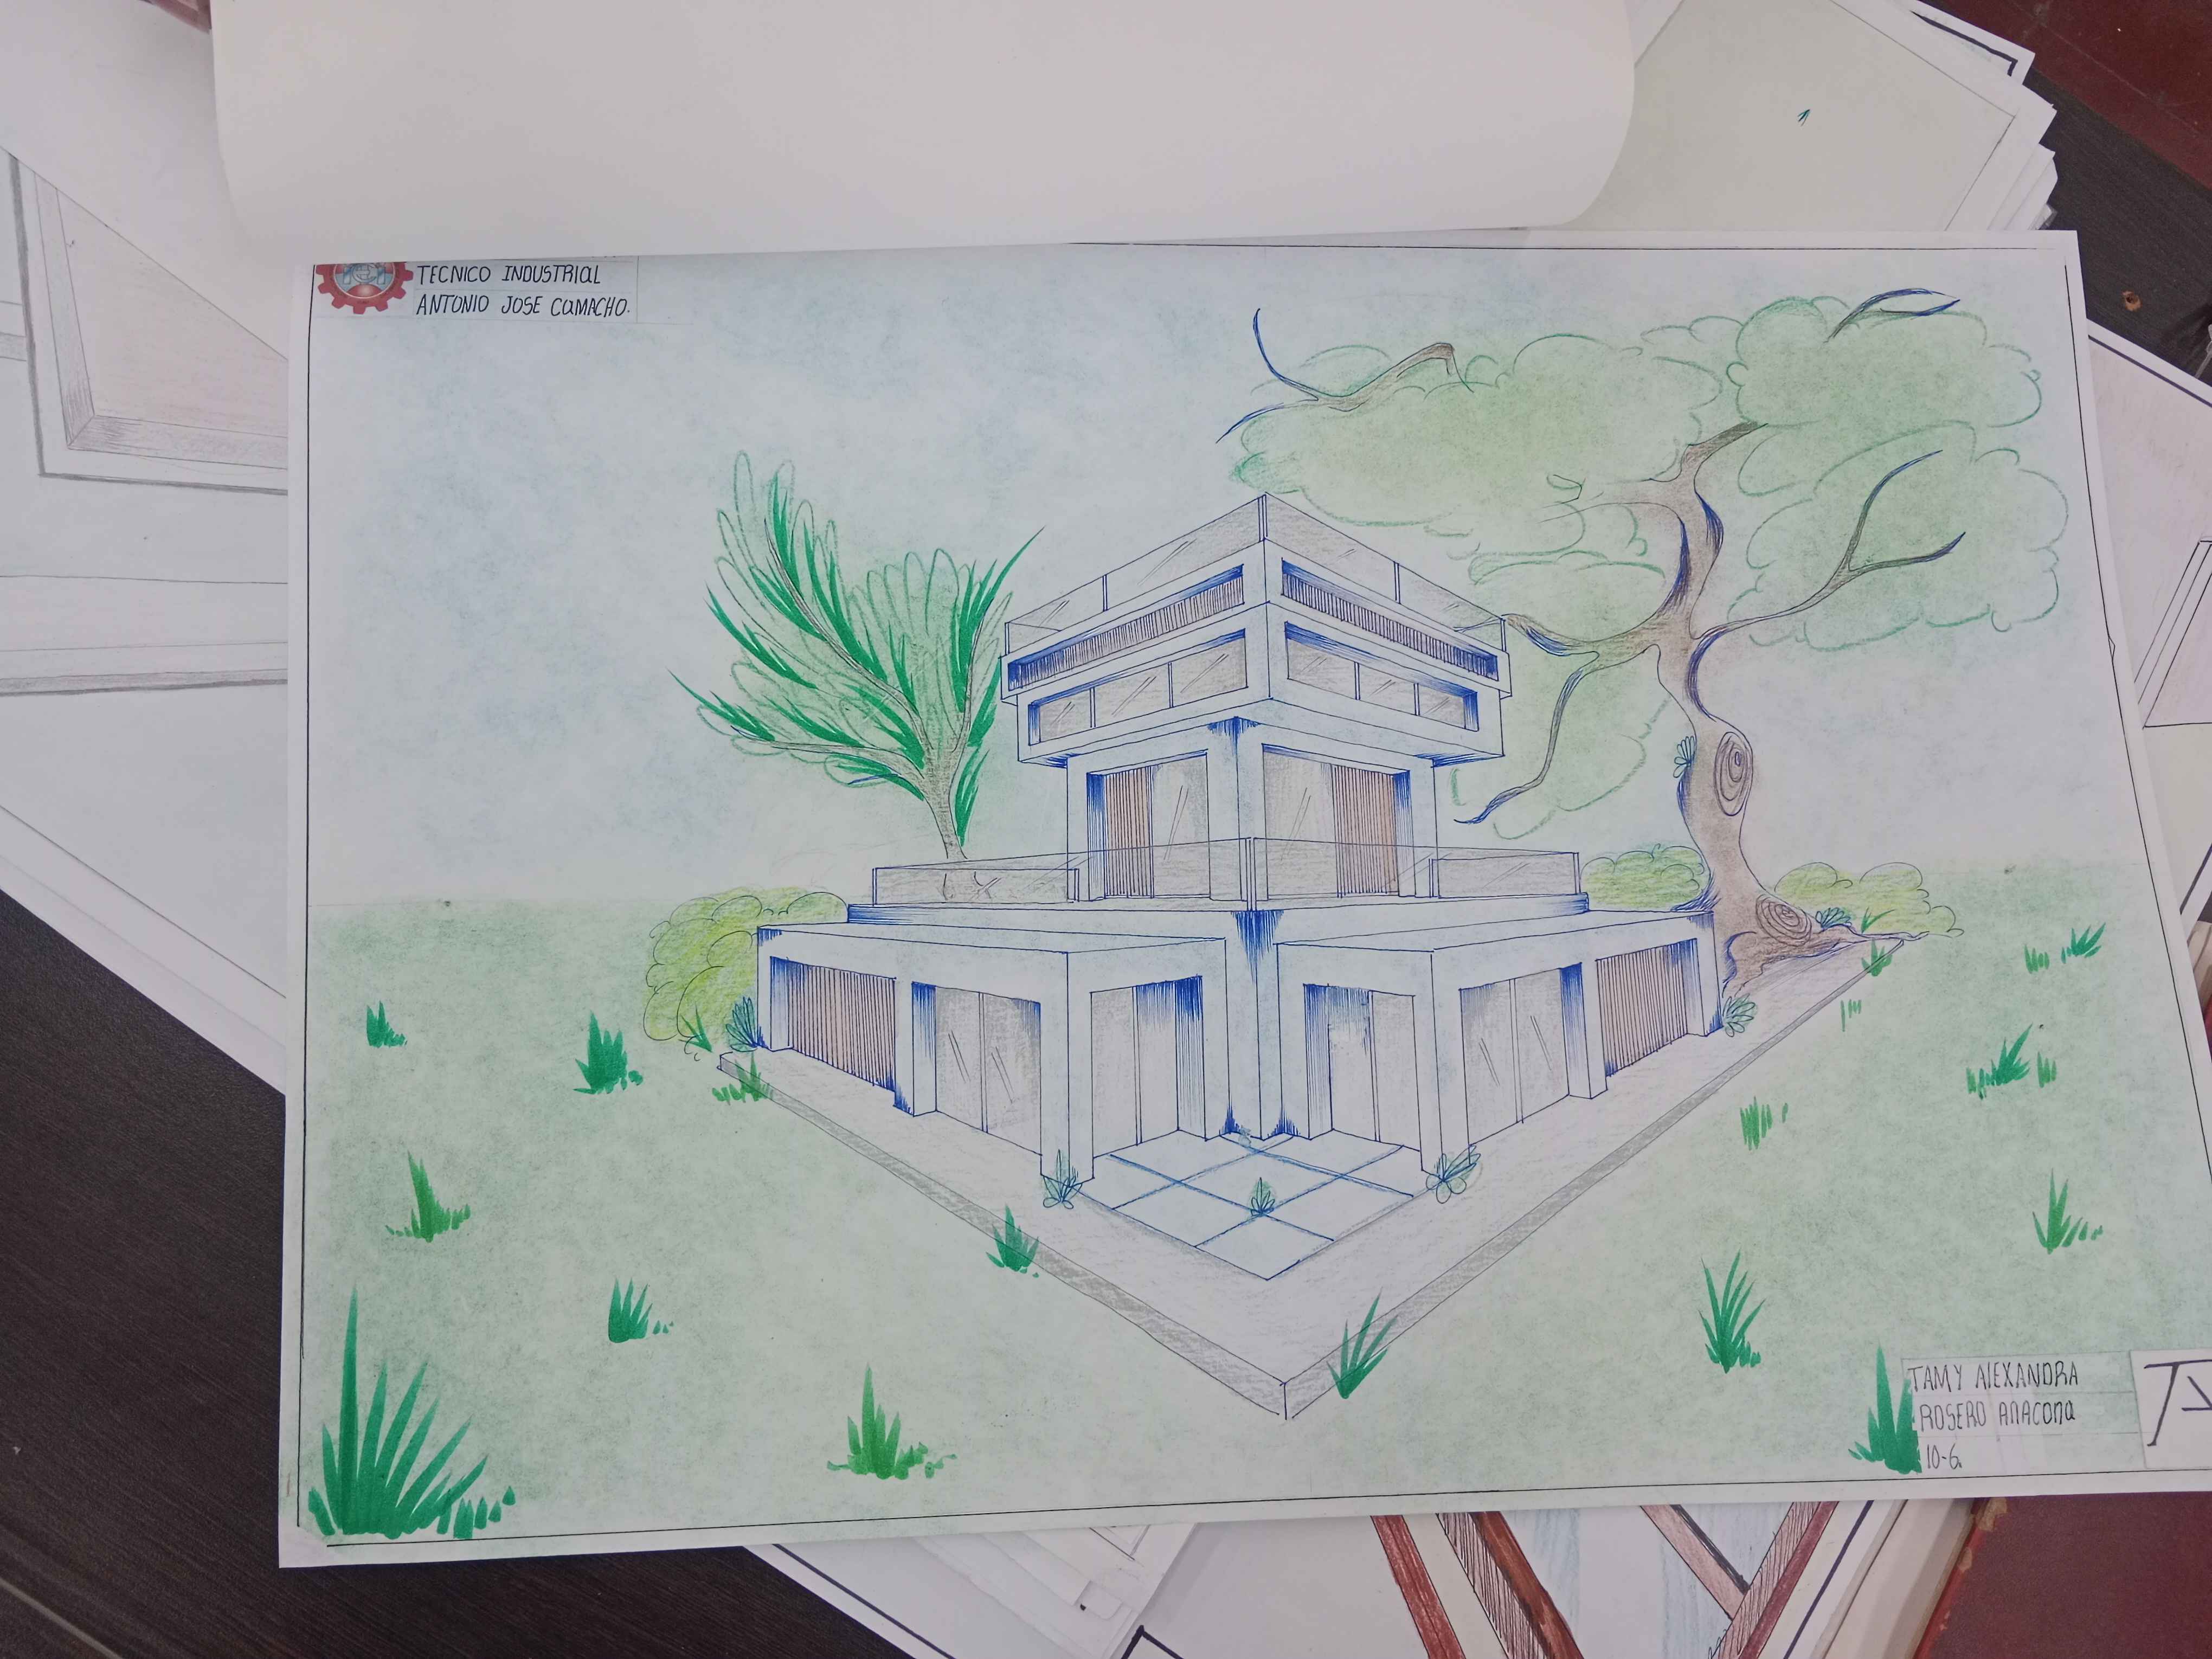 TECNICO INDUSTRIAL
ANTONIO JOSE CAMACHO.
TAMY ALEXANDRA
ROSERO ANACONA
10-6.